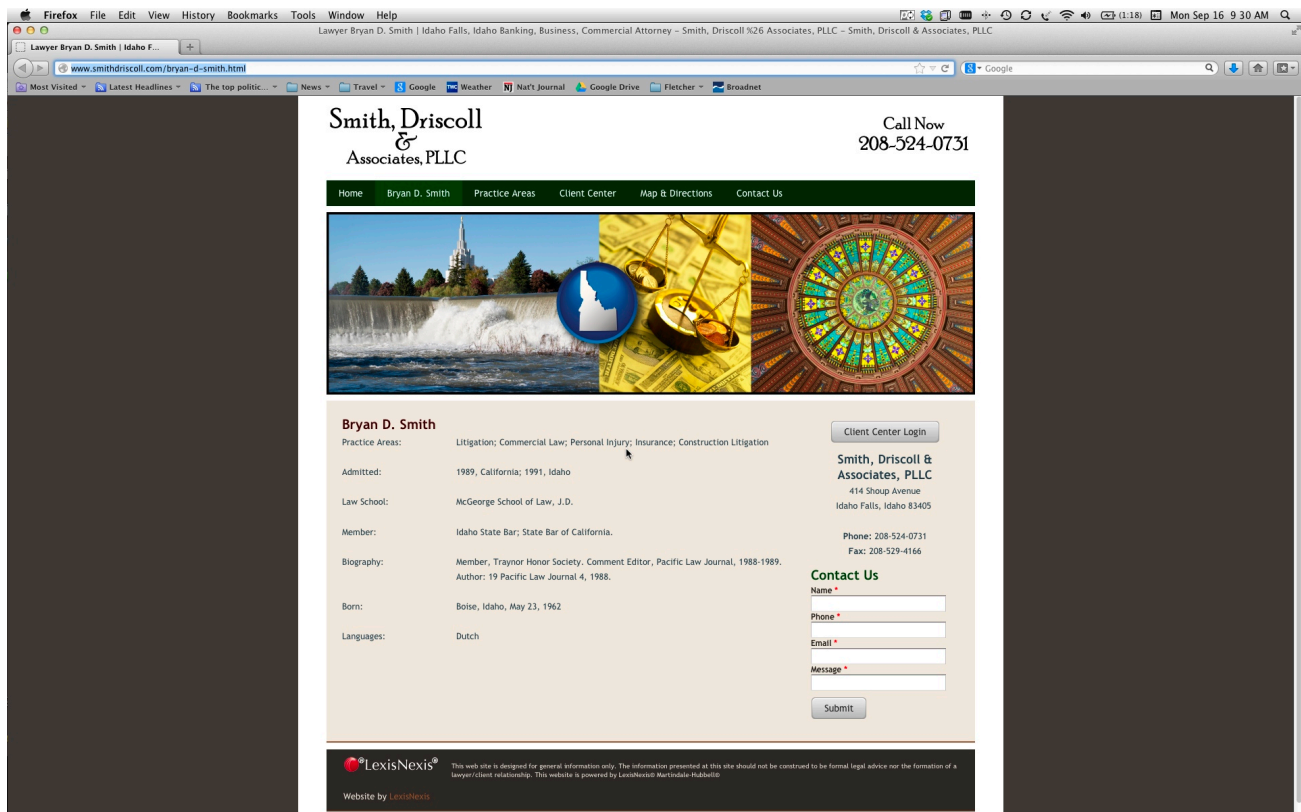 Firefox File Edit View History Bookmarks Tools Window Help (1:18) Mon Sep 16 9 30 AM
Lawyer Bryan D. Smith | Idaho Falls, Idaho Banking, Business, Commercial Attorney – Smith, Driscoll %26 Associates, PLLC – Smith, Driscoll & Associates, PLLC
Lawyer Bryan D. Smith | Idaho F... +
www.smithdriscoll.com/bryan-d-smith.html Google
Most Visited Latest Headlines The top politic... News Travel Google Weather Nat't Journal Google Drive Fletcher Broadnet
Smith, Driscoll
&
Associates, PLLC
Call Now
208-524-0731
Home Bryan D. Smith Practice Areas Client Center Map & Directions Contact Us
Bryan D. Smith
Practice Areas: Litigation; Commercial Law; Personal Injury; Insurance; Construction Litigation
Admitted: 1989, California; 1991, Idaho
Law School: McGeorge School of Law, J.D.
Member: Idaho State Bar; State Bar of California.
Biography: Member, Traynor Honor Society. Comment Editor, Pacific Law Journal, 1988-1989.
Author: 19 Pacific Law Journal 4, 1988.
Born: Boise, Idaho, May 23, 1962
Languages: Dutch
Client Center Login
Smith, Driscoll &
Associates, PLLC
414 Shoup Avenue
Idaho Falls, Idaho 83405
Phone: 208-524-0731
Fax: 208-529-4166
Contact Us
Name *
Phone *
Email *
Message *
Submit
LexisNexis® This web site is designed for general information only. The information presented at this site should not be construed to be formal legal advice nor the formation of a
lawyer/client relationship. This website is powered by LexisNexis® Martindale-Hubbell®
Website by LexisNexis